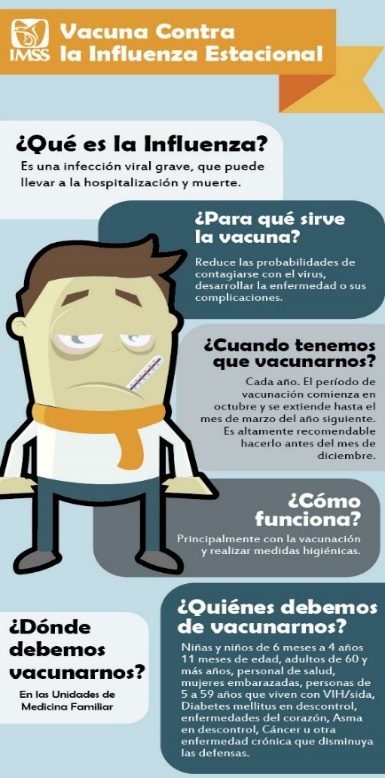 IMSS
Vacuna Contra
la Influenza Estacional
¿Qué es la Influenza?
Es una infección viral grave, que puede
llevar a la hospitalización y muerte.
¿Para qué sirve
la vacuna?
Reduce las probabilidades de
contagiarse con el virus,
desarrollar la enfermedad o sus
complicaciones.
¿Cuando tenemos
que vacunarnos?
Cada año. El período de
vacunación comienza en
octubre y se extiende hasta el
mes de marzo del año siguiente.
Es altamente recomendable
hacerlo antes del mes de
diciembre.
¿Cómo
funciona?
Principalmente con la vacunación
y realizar medidas higiénicas.
¿Dónde
debemos
vacunarnos?
En las Unidades de
Medicina Familiar
¿Quiénes debemos
de vacunarnos?
Niñas y niños de 6 meses a 4 años
11 meses de edad, adultos de 60 y
más años, personal de salud,
mujeres embarazadas, personas de
5 a 59 años que viven con VIH/sida,
Diabetes mellitus en descontrol,
enfermedades del corazón, Asma
en descontrol, Cáncer u otra
enfermedad crónica que disminuya
las defensas.